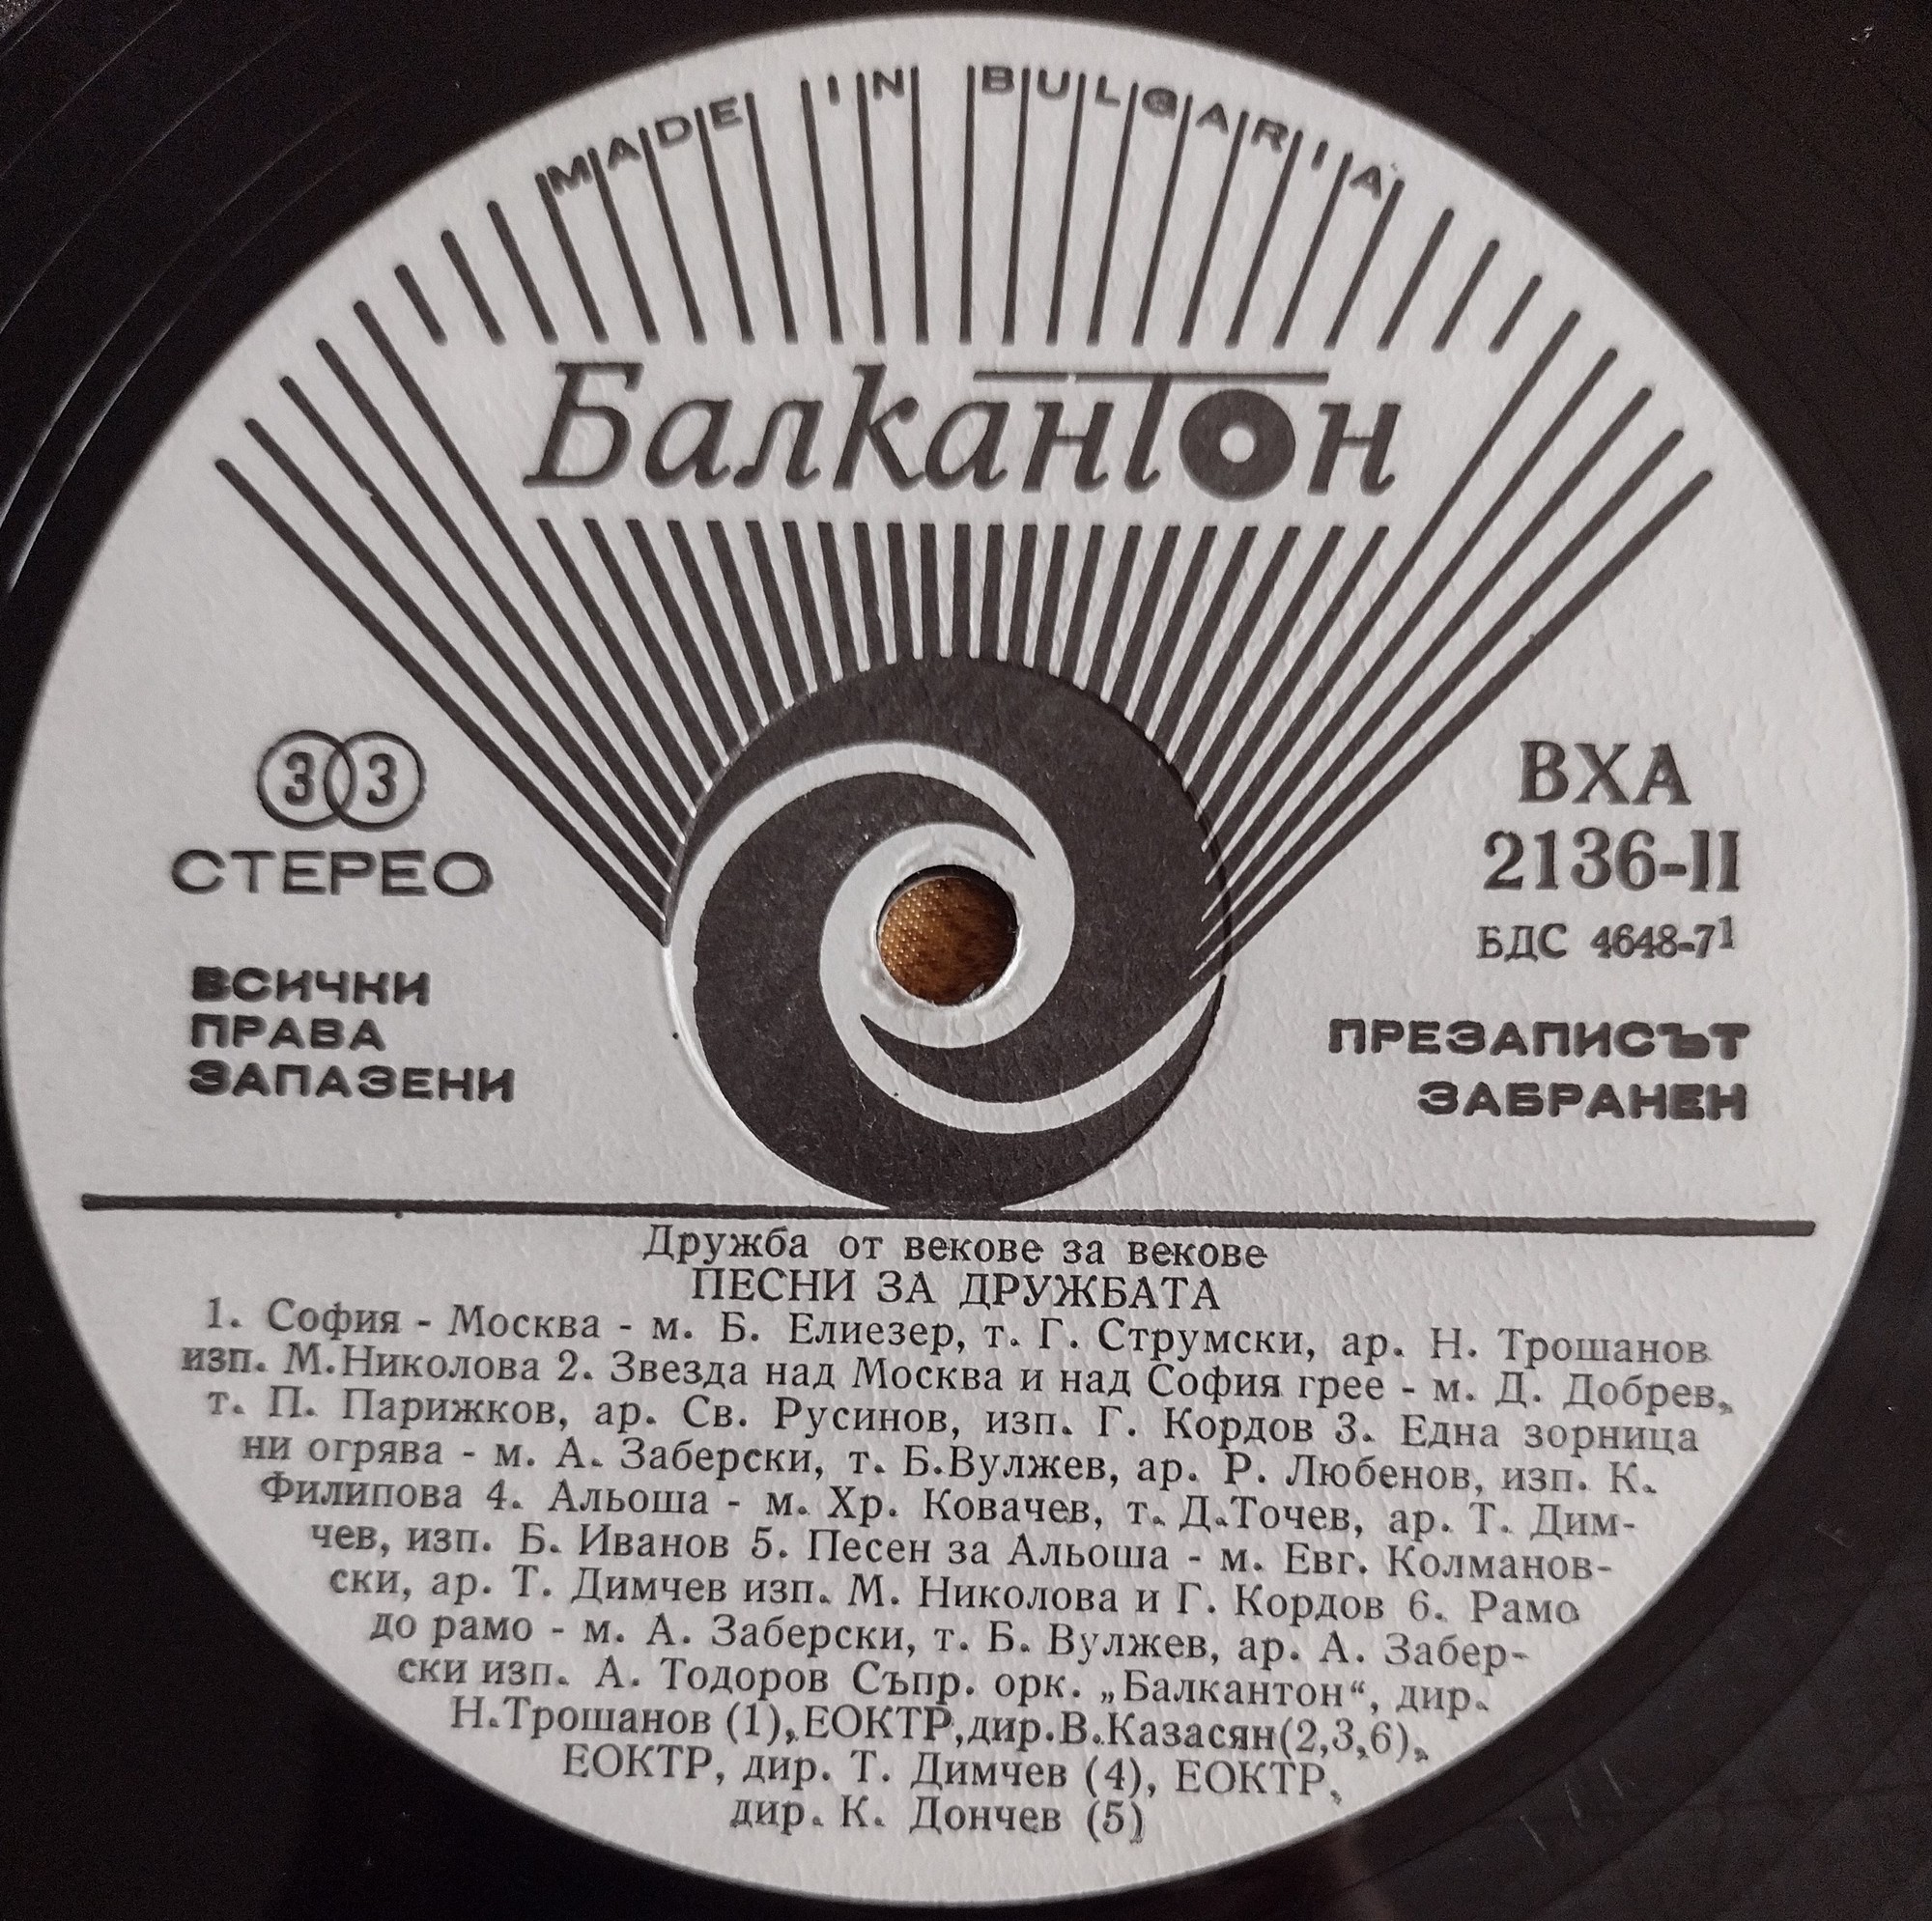 MADE IN BULGARIA
Балкантон
33
СТЕРЕО
ВСИЧКИ
ПРАВА
ЗАПАЗЕНИ
ВХА
2136-II
БДС 4648-71
ПРЕЗАПИСЪТ
ЗАБРАНЕН
Дружба от векове за векове
ПЕСНИ ЗА ДРУЖБАТА
1. София - Москва - м. Б. Елиезер, т. Г. Струмски, ар. Н. Трошанов
изп. М.Николова 2. Звезда над Москва и над София грее - м. Д. Добрев,
т. П. Парижков, ар. Св. Русинов, изп. Г. Кордов 3. Една зорница
ни огрява - м. А. Заберски, т. Б.Вулжев, ар. Р. Любенов, изп. К.
Филипова 4. Альоша - м. Хр. Ковачев, т. Д.Точев, ар. Т. Дим-
чев, изп. Б. Иванов 5. Песен за Альоша - м. Евг. Колманов-
ски, ар. Т. Димчев изп. М. Николова и Г. Кордов 6. Рамо
до рамо - м. А. Заберски, т. Б. Вулжев, ар. А. Забер-
ски изп. А. Тодоров Съпр. орк. „Балкантон“, дир.
Н.Трошанов (1),ЕОКТР,дир.В.Казасян(2,3,6),
ЕОКТР, дир. Т. Димчев (4), ЕОКТР,
дир. К. Дончев (5)